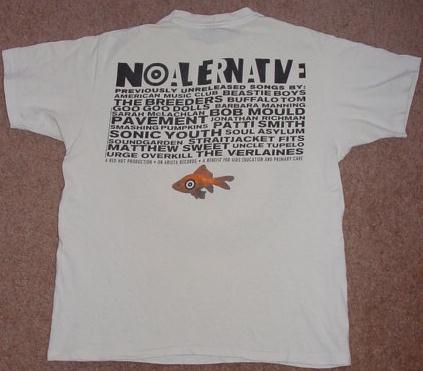 NO ALTERNATIVE
PREVIOUSLY UNRELEASED SONGS BY:
AMERICAN MUSIC CLUB BEASTIE BOYS
THE BREEDERS BUFFALO TOM
GOO GOO DOLLS BARBARA MANNING
SARAH McLACHLAN BOB MOULD
PAVEMENT JONATHAN RICHMAN
SMASHING PUMPKINS PATTI SMITH
SONIC YOUTH SOUL ASYLUM
SOUNDGARDEN STRAITJACKET FITS
MATTHEW SWEET UNCLE TUPELO
URGE OVERKILL THE VERLAINES
A RED HOT PRODUCTION • ON ARISTA RECORDS • A BENEFIT FOR AIDS EDUCATION AND PRIMARY CARE